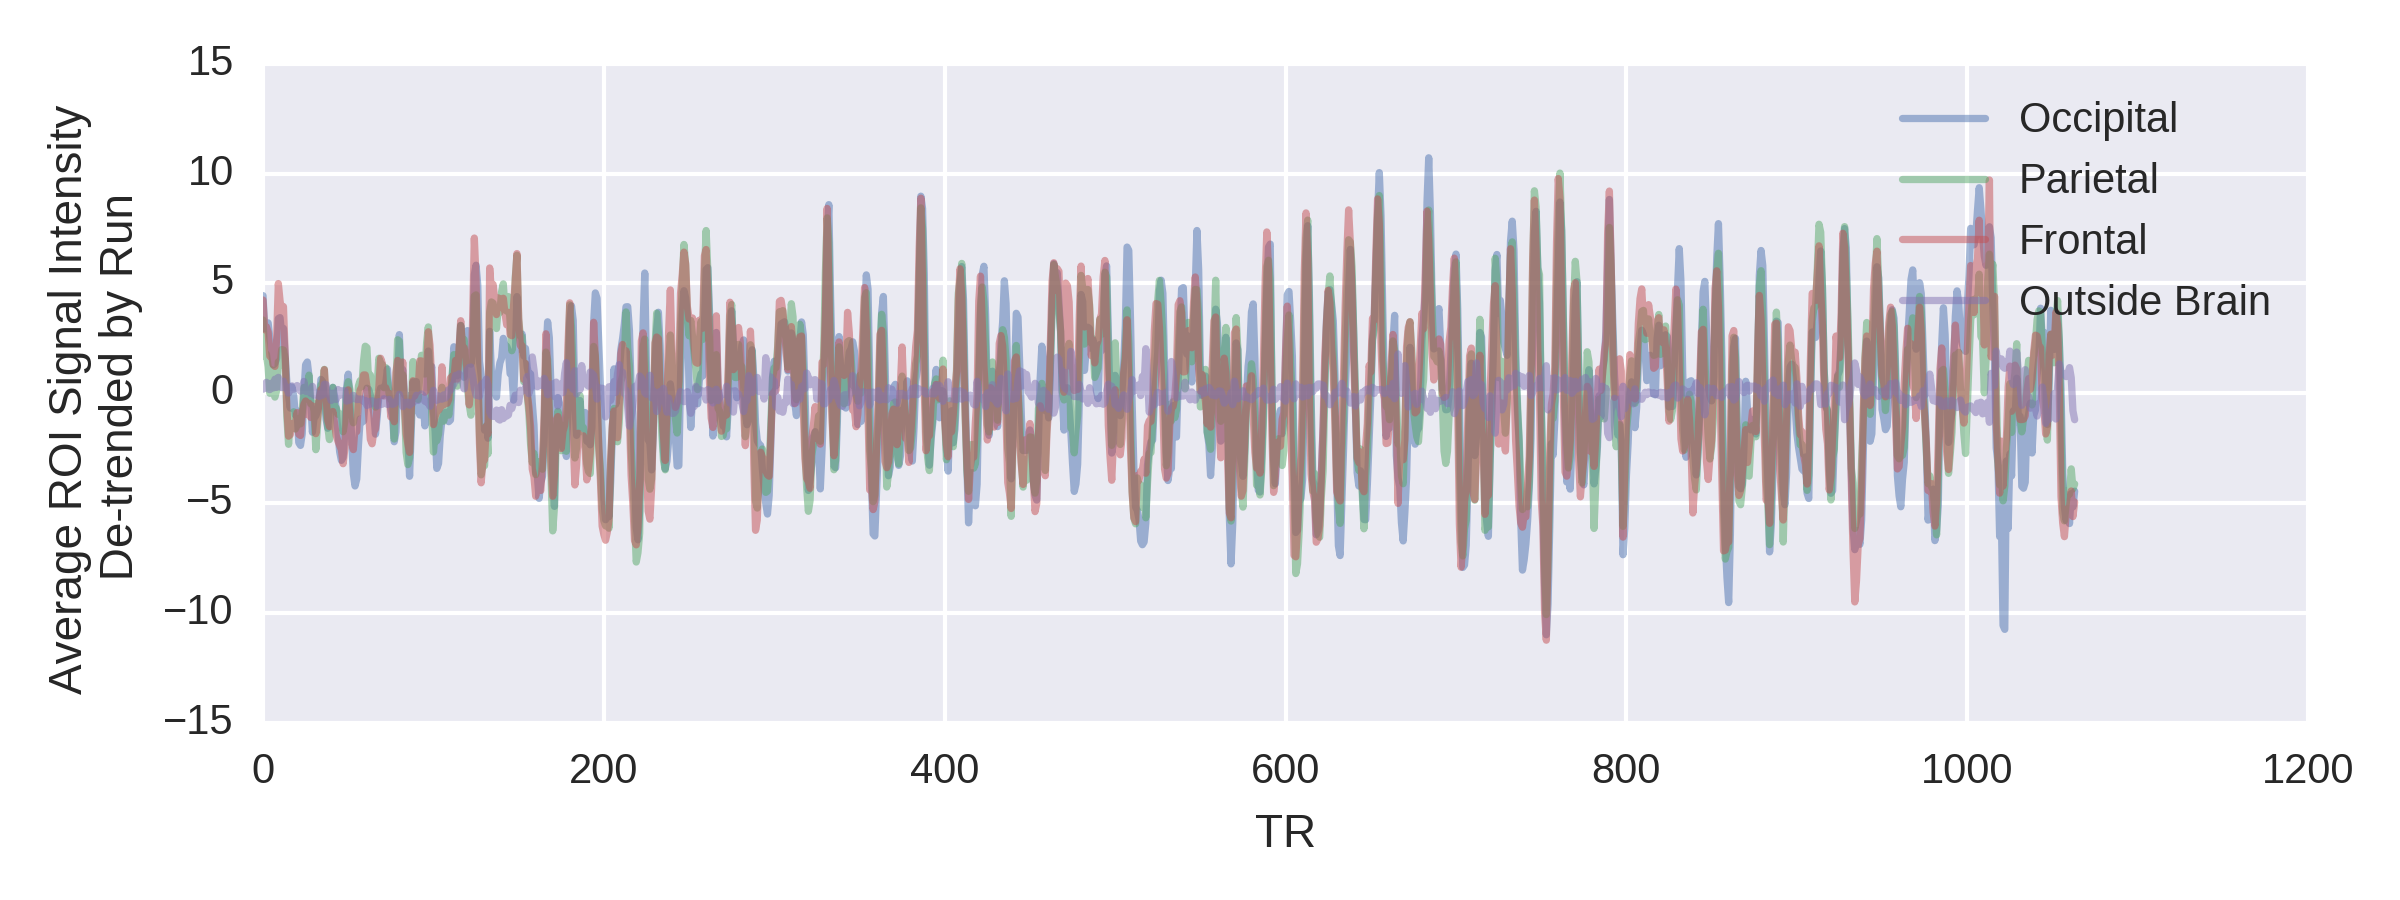 Average ROI Signal Intensity
De-trended by Run
15
10
5
0
−5
−10
−15
Occipital
Parietal
Frontal
Outside Brain
0 200 400 600 800 1000 1200
TR